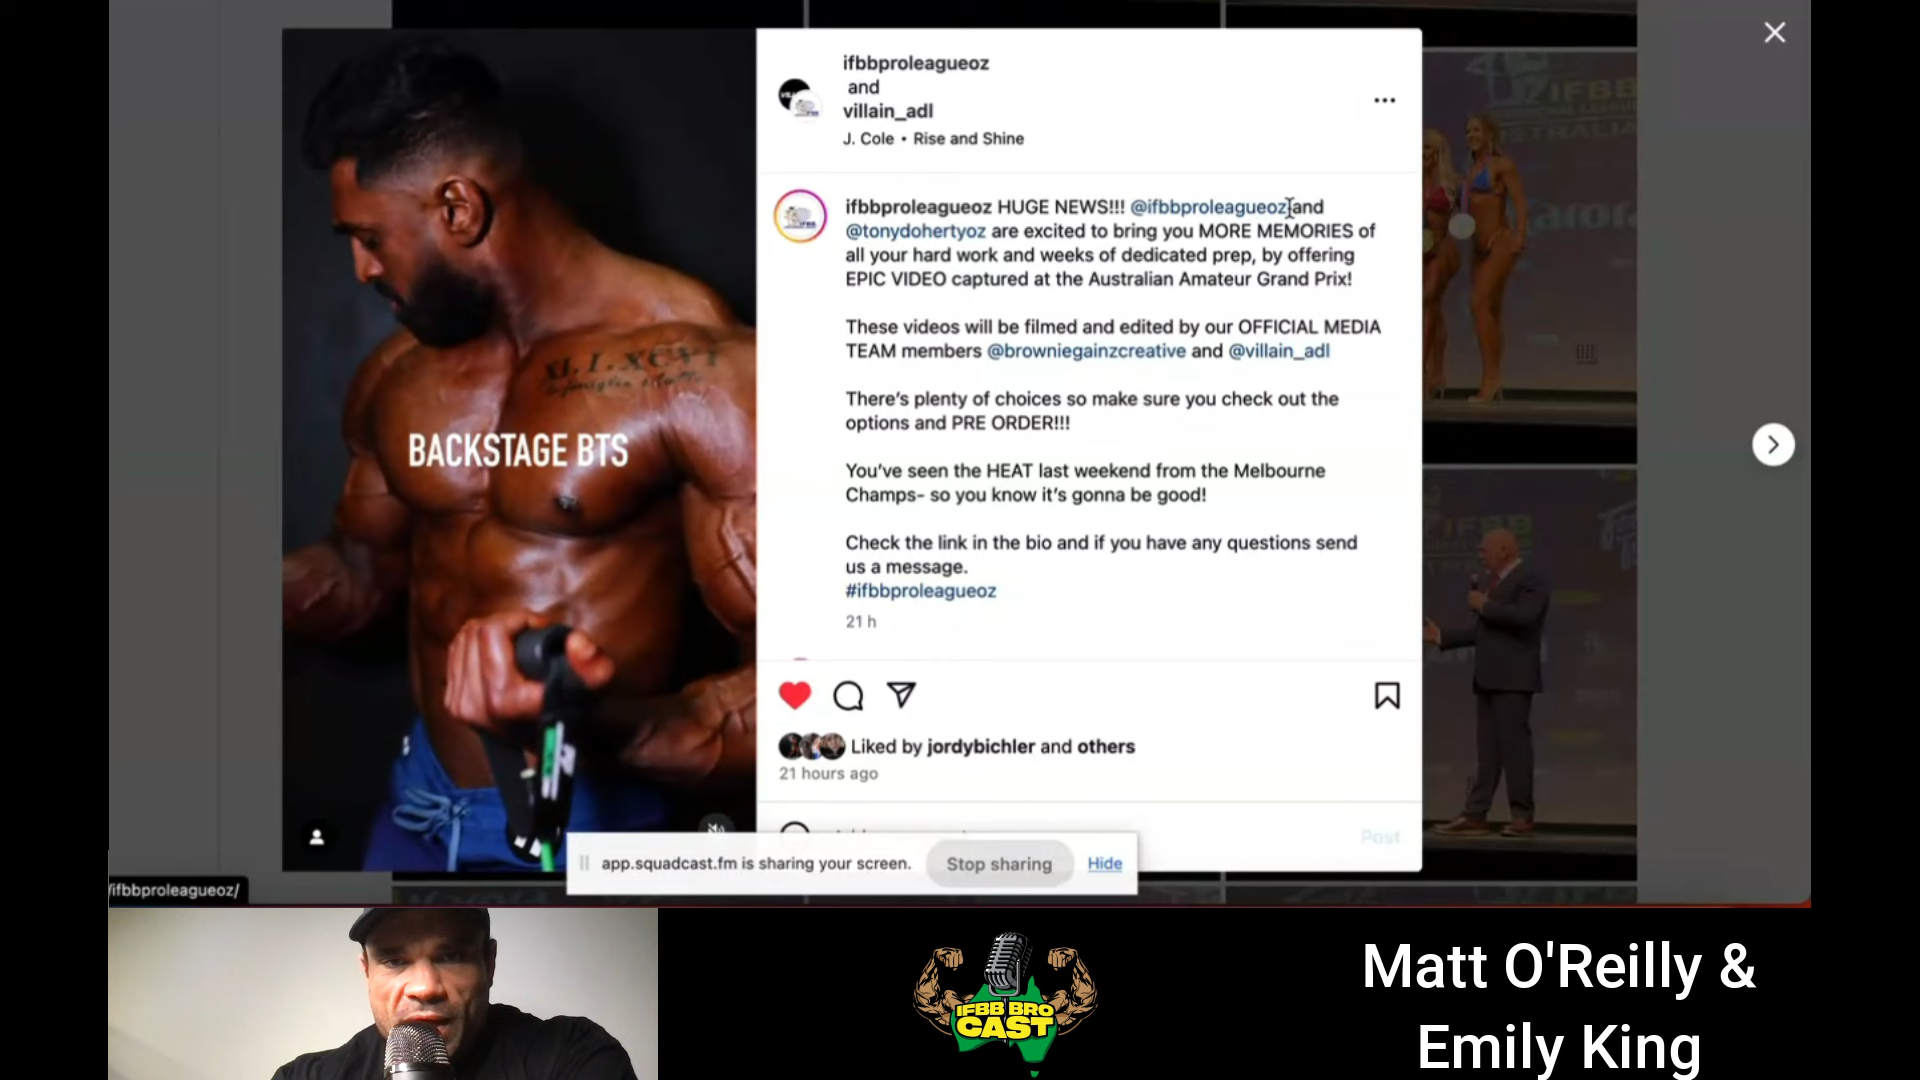 ifbbproleagueoz
and
villain_adl
J. Cole • Rise and Shine
ifbbproleagueoz HUGE NEWS!!! @ifbbproleagueoz and
@tonydohertyoz are excited to bring you MORE MEMORIES of
all your hard work and weeks of dedicated prep, by offering
EPIC VIDEO captured at the Australian Amateur Grand Prix!
These videos will be filmed and edited by our OFFICIAL MEDIA
TEAM members @browniegainzcreative and @villain_adl
There's plenty of choices so make sure you check out the
options and PRE ORDER!!!
You've seen the HEAT last weekend from the Melbourne
Champs- so you know it's gonna be good!
Check the link in the bio and if you have any questions send
us a message.
#ifbbproleagueoz
21 h
BACKSTAGE BTS
Liked by jordybichler and others
21 hours ago
Post
app.squadcast.fm is sharing your screen.
Stop sharing
Hide
/ifbbproleagueoz/
IFBB
IFBB
IFBB BRO
CAST
Matt O'Reilly &
Emily King